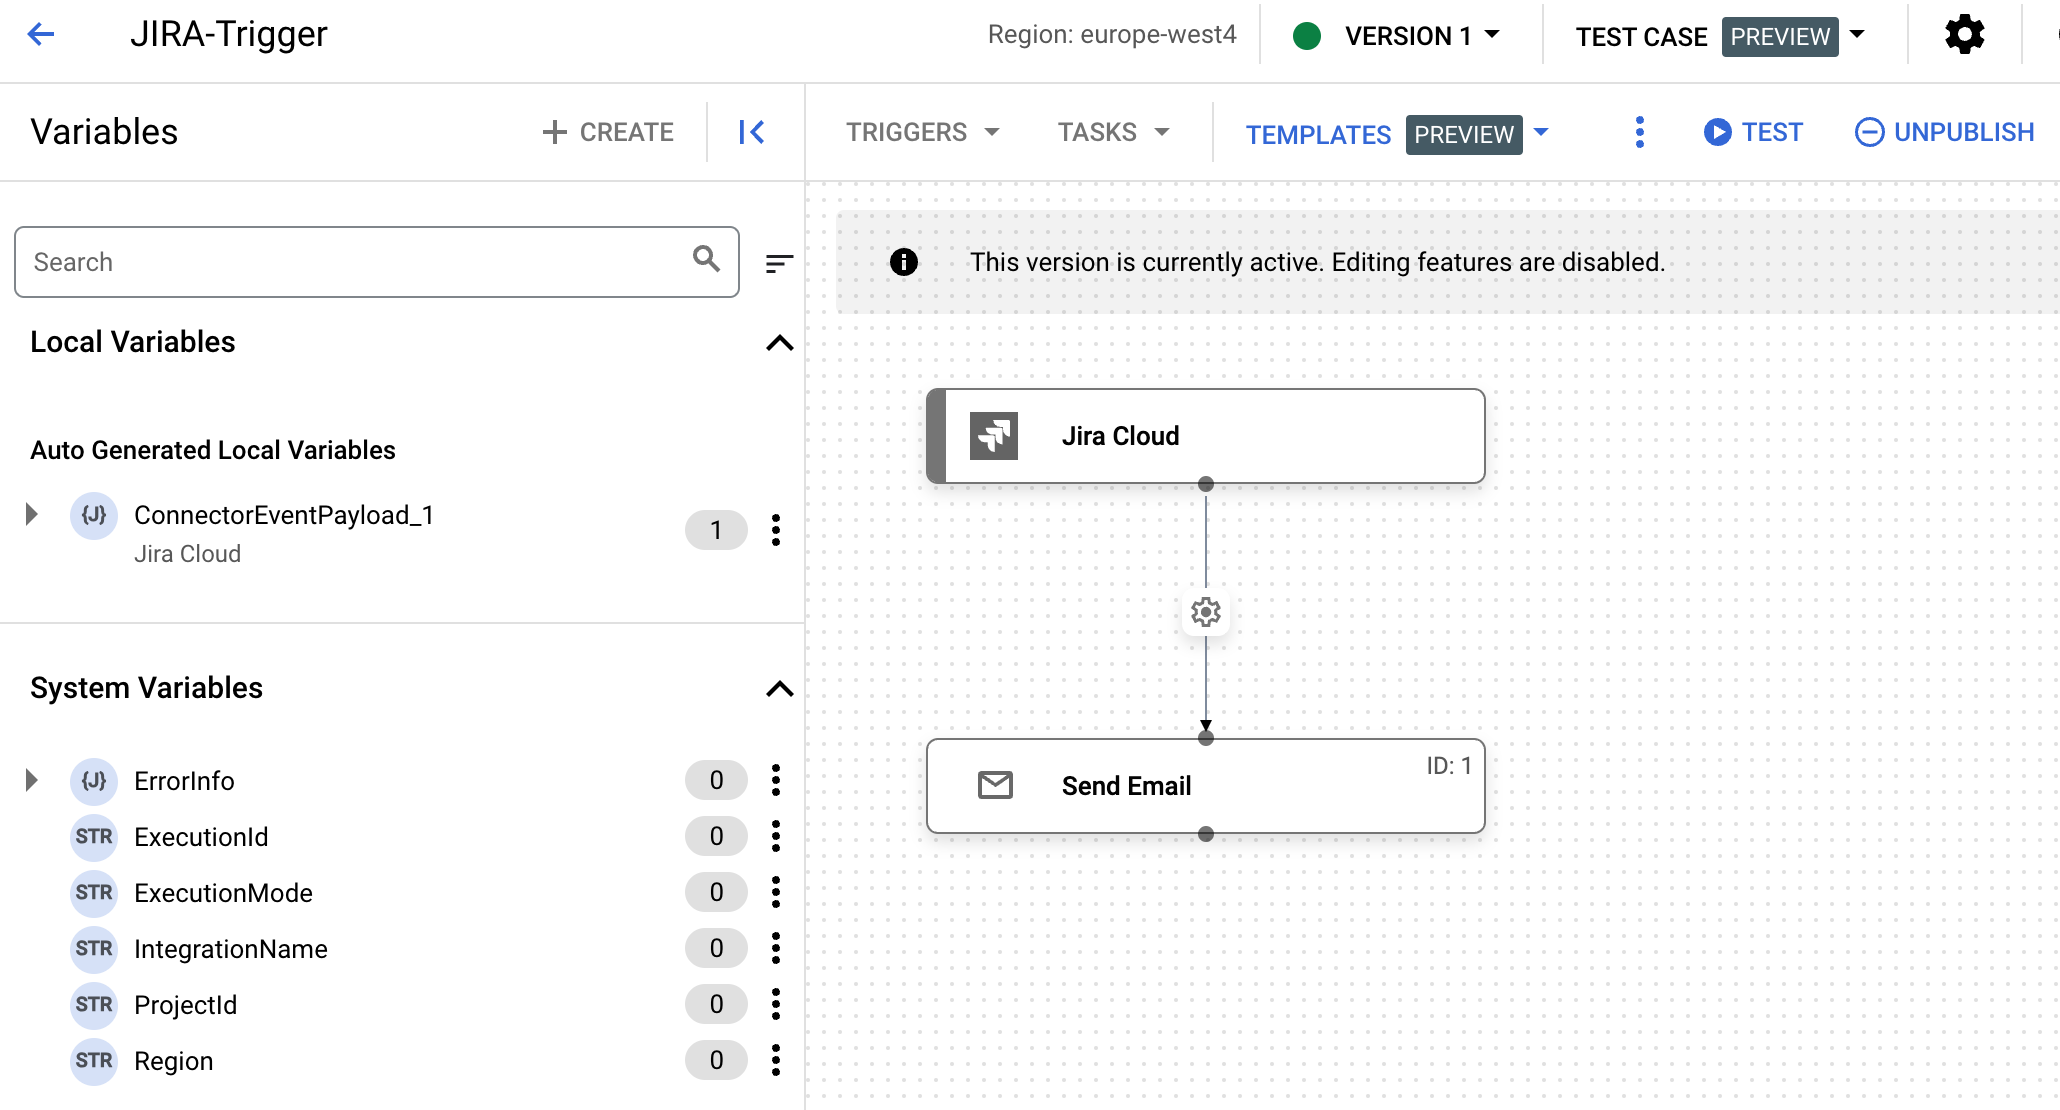 JIRA-Trigger
Region: europe-west4
VERSION 1
TEST CASE PREVIEW
Variables
CREATE
TRIGGERS
TASKS
TEMPLATES PREVIEW
TEST
UNPUBLISH
Search
This version is currently active. Editing features are disabled.
Local Variables
Auto Generated Local Variables
{J} ConnectorEventPayload_1 1
Jira Cloud
System Variables
{J} ErrorInfo 0
STR ExecutionId 0
STR ExecutionMode 0
STR IntegrationName 0
STR ProjectId 0
STR Region 0
Jira Cloud
ID: 1
Send Email